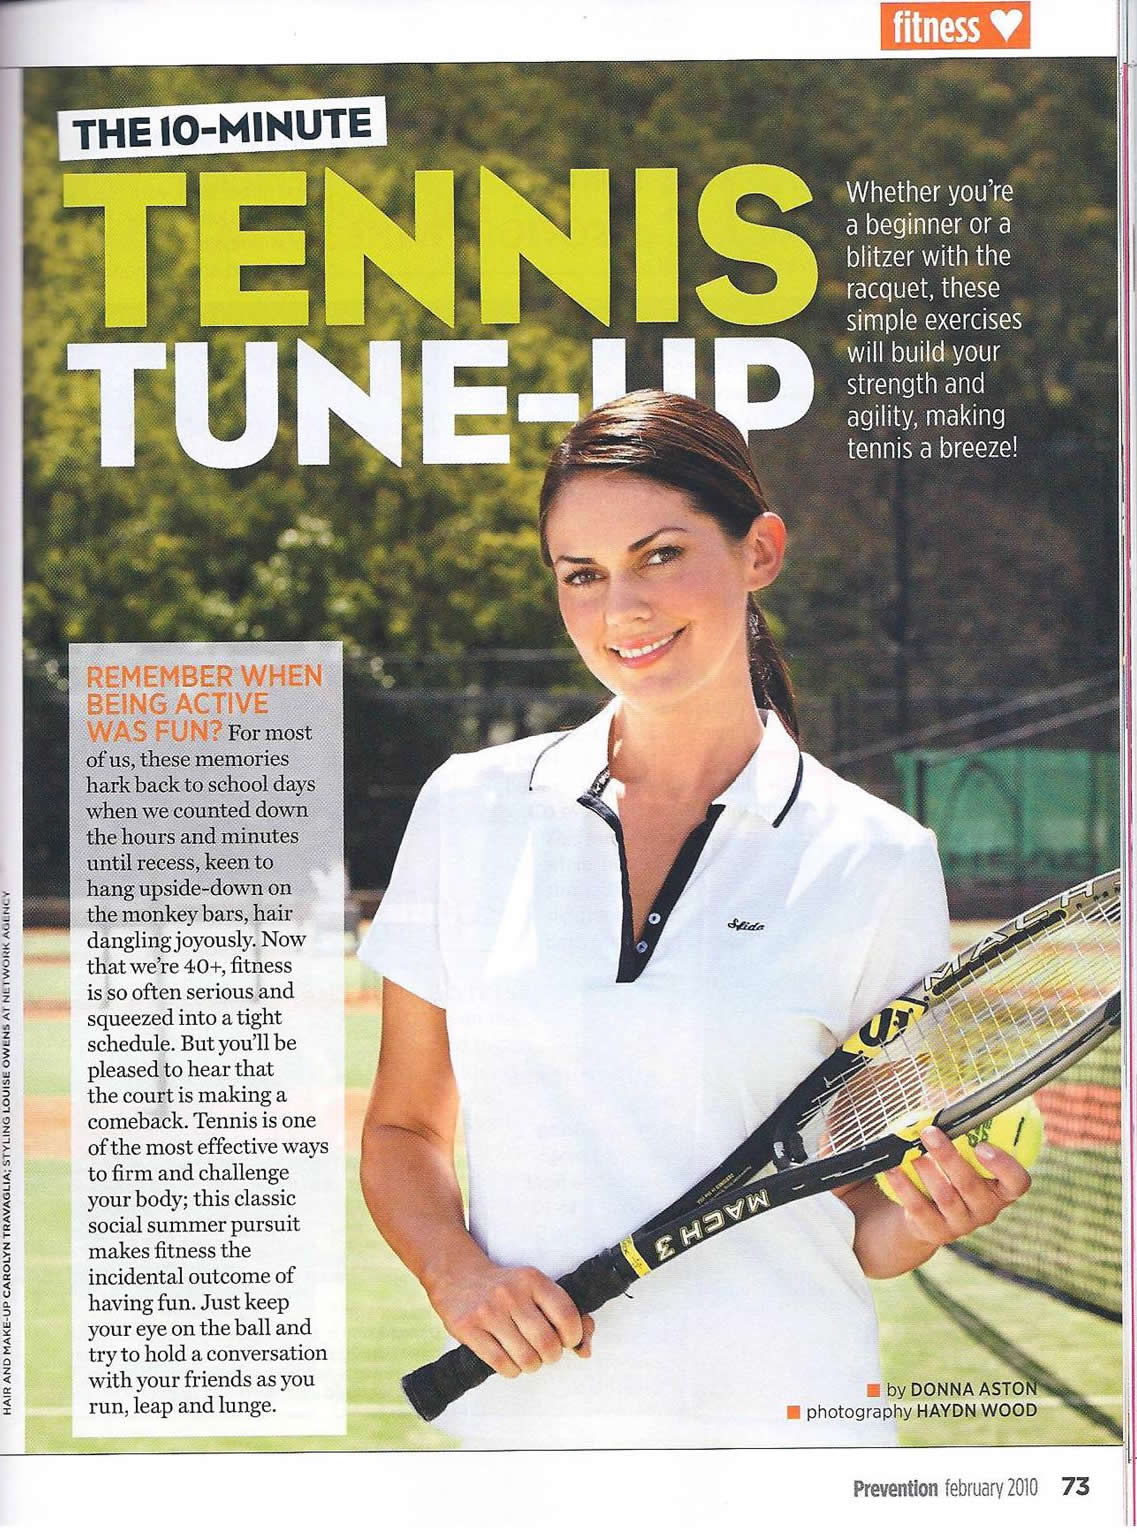 fitness
THE 10-MINUTE
TENNIS
TUNE-UP
Whether you're
a beginner or a
blitzer with the
racquet, these
simple exercises
will build your
strength and
agility, making
tennis a breeze!
REMEMBER WHEN
BEING ACTIVE
WAS FUN? For most
of us, these memories
hark back to school days
when we counted down
the hours and minutes
until recess, keen to
hang upside-down on
the monkey bars, hair
dangling joyously. Now
that we're 40+, fitness
is so often serious and
squeezed into a tight
schedule. But you'll be
pleased to hear that
the court is making a
comeback. Tennis is one
of the most effective ways
to firm and challenge
your body; this classic
social summer pursuit
makes fitness the
incidental outcome of
having fun. Just keep
your eye on the ball and
try to hold a conversation
with your friends as you
run, leap and lunge.
Sfida
MACH
MACH 3
HAIR AND MAKE-UP CAROLYN TRAVAGLIA; STYLING LOUISE OWENS AT NETWORK AGENCY
by DONNA ASTON
photography HAYDN WOOD
Prevention february 2010 73